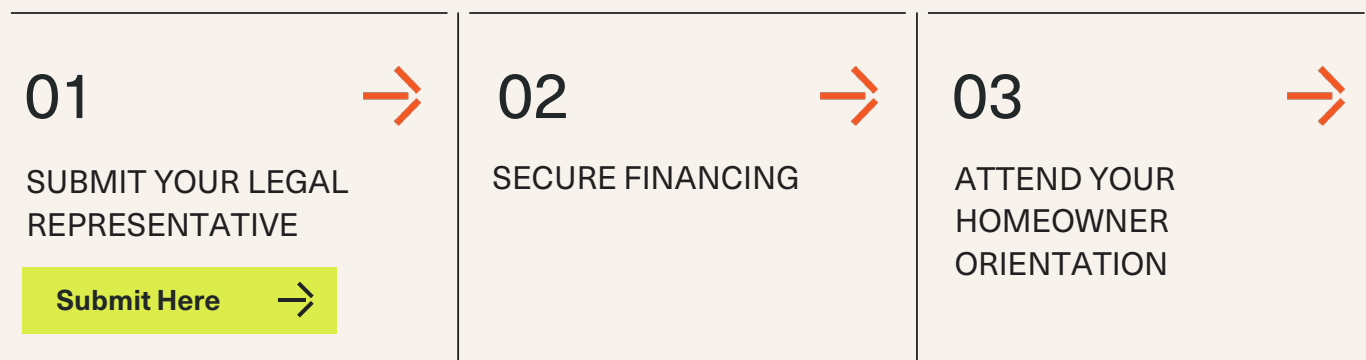 01
SUBMIT YOUR LEGAL
REPRESENTATIVE
Submit Here
02
SECURE FINANCING
03
ATTEND YOUR
HOMEOWNER
ORIENTATION